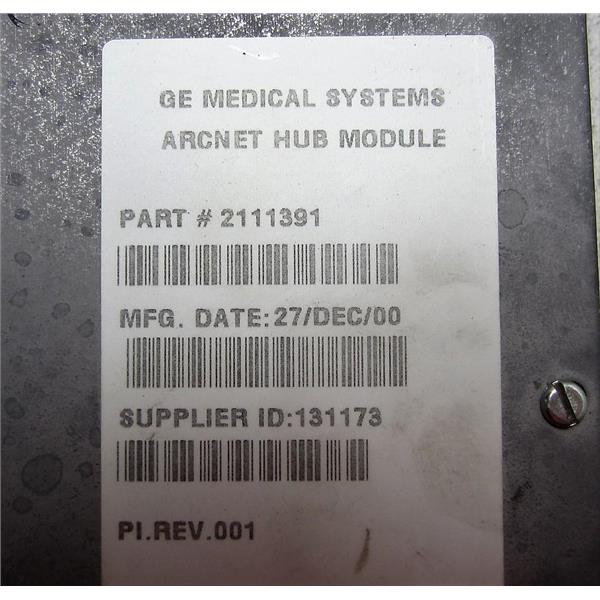 GE MEDICAL SYSTEMS
ARCNET HUB MODULE
PART # 2111391
MFG. DATE:27/DEC/00
SUPPLIER ID:131173
PI.REV.001